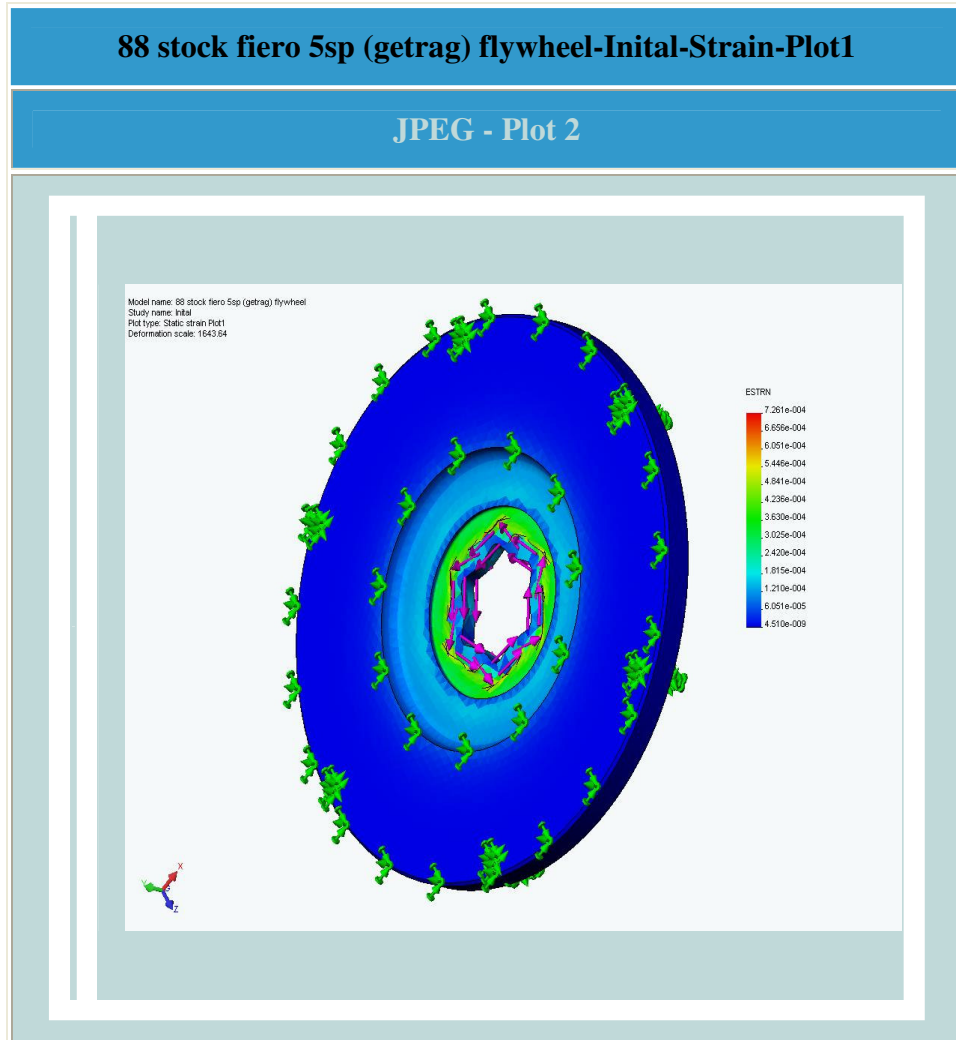 88 stock fiero 5sp (getrag) flywheel-Inital-Strain-Plot1
JPEG - Plot 2
Model name: 88 stock fiero 5sp (getrag) flywheel
Study name: Inital
Plot type: Static strain Plot1
Deformation scale: 1643.64
ESTRN
7.261e-004
6.656e-004
6.051e-004
5.446e-004
4.841e-004
4.236e-004
3.630e-004
3.025e-004
2.420e-004
1.815e-004
1.210e-004
6.051e-005
4.510e-009
X
Y
Z